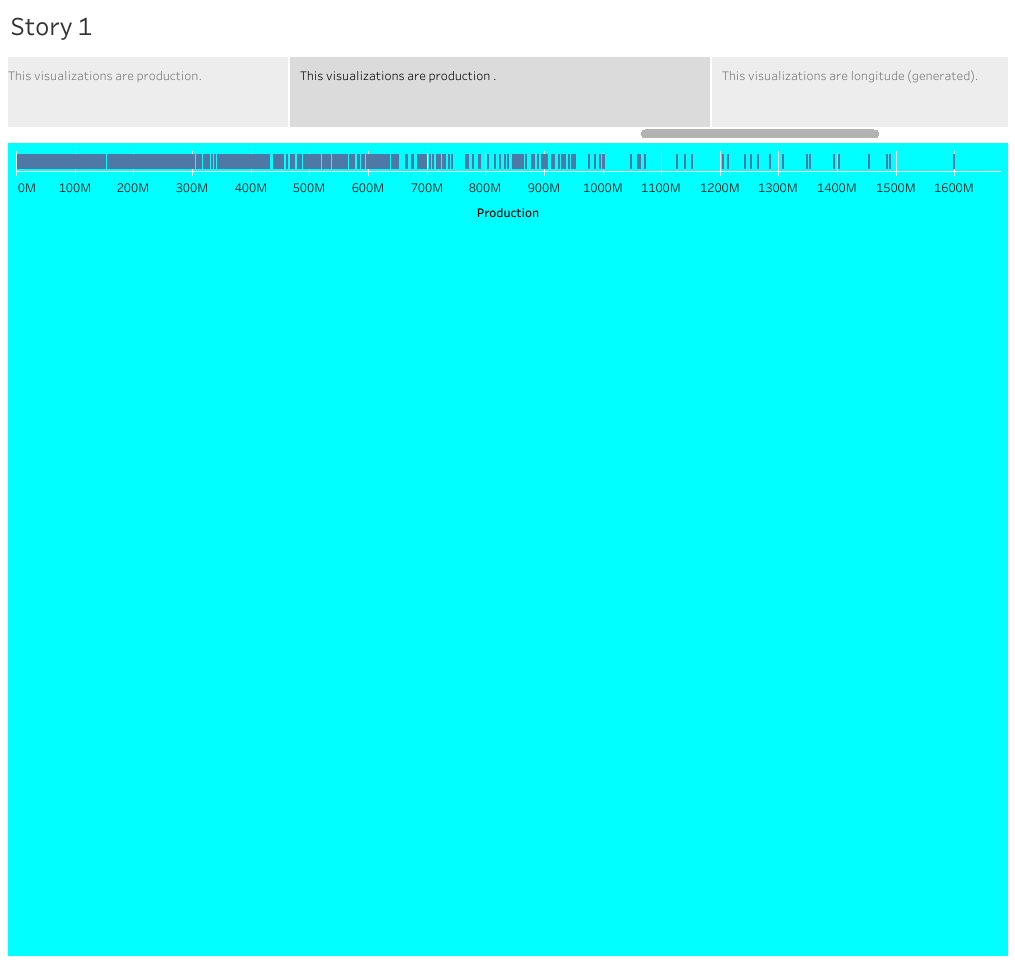 Story 1
This visualizations are production.
This visualizations are production .
This visualizations are longitude (generated).
0M 100M 200M 300M 400M 500M 600M 700M 800M 900M 1000M 1100M 1200M 1300M 1400M 1500M 1600M
Production